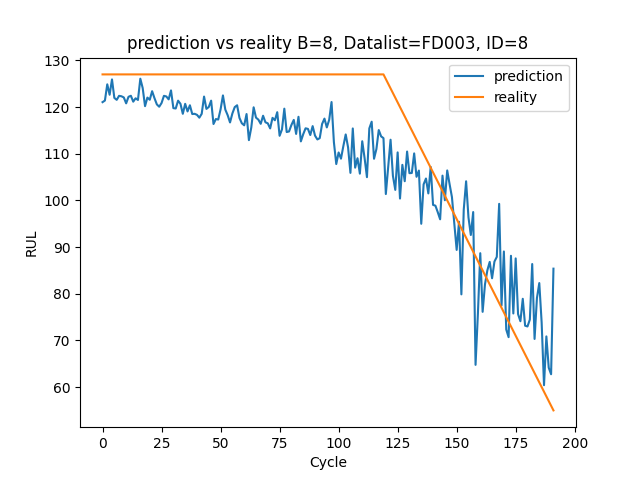 prediction vs reality B=8, Datalist=FD003, ID=8
prediction
reality
130
120
110
100
90
80
70
60
RUL
0 25 50 75 100 125 150 175 200
Cycle